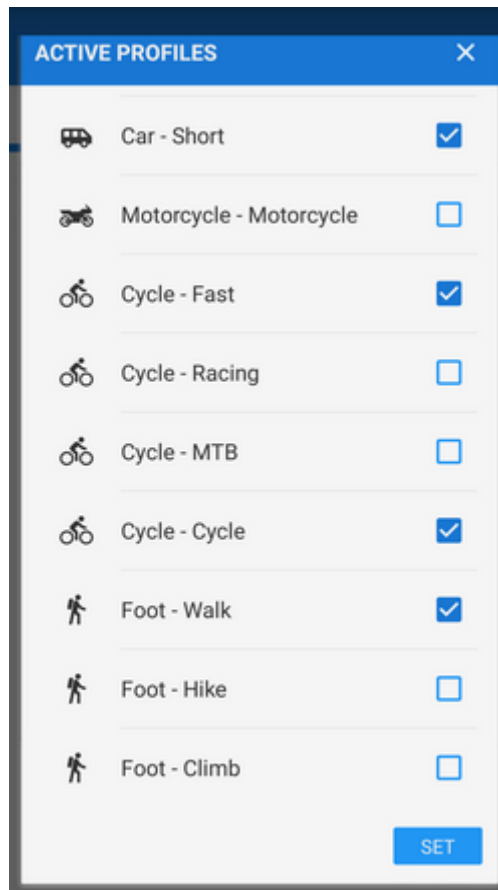 ACTIVE PROFILES
Car - Short
Motorcycle - Motorcycle
Cycle - Fast
Cycle - Racing
Cycle - MTB
Cycle - Cycle
Foot - Walk
Foot - Hike
Foot - Climb
SET